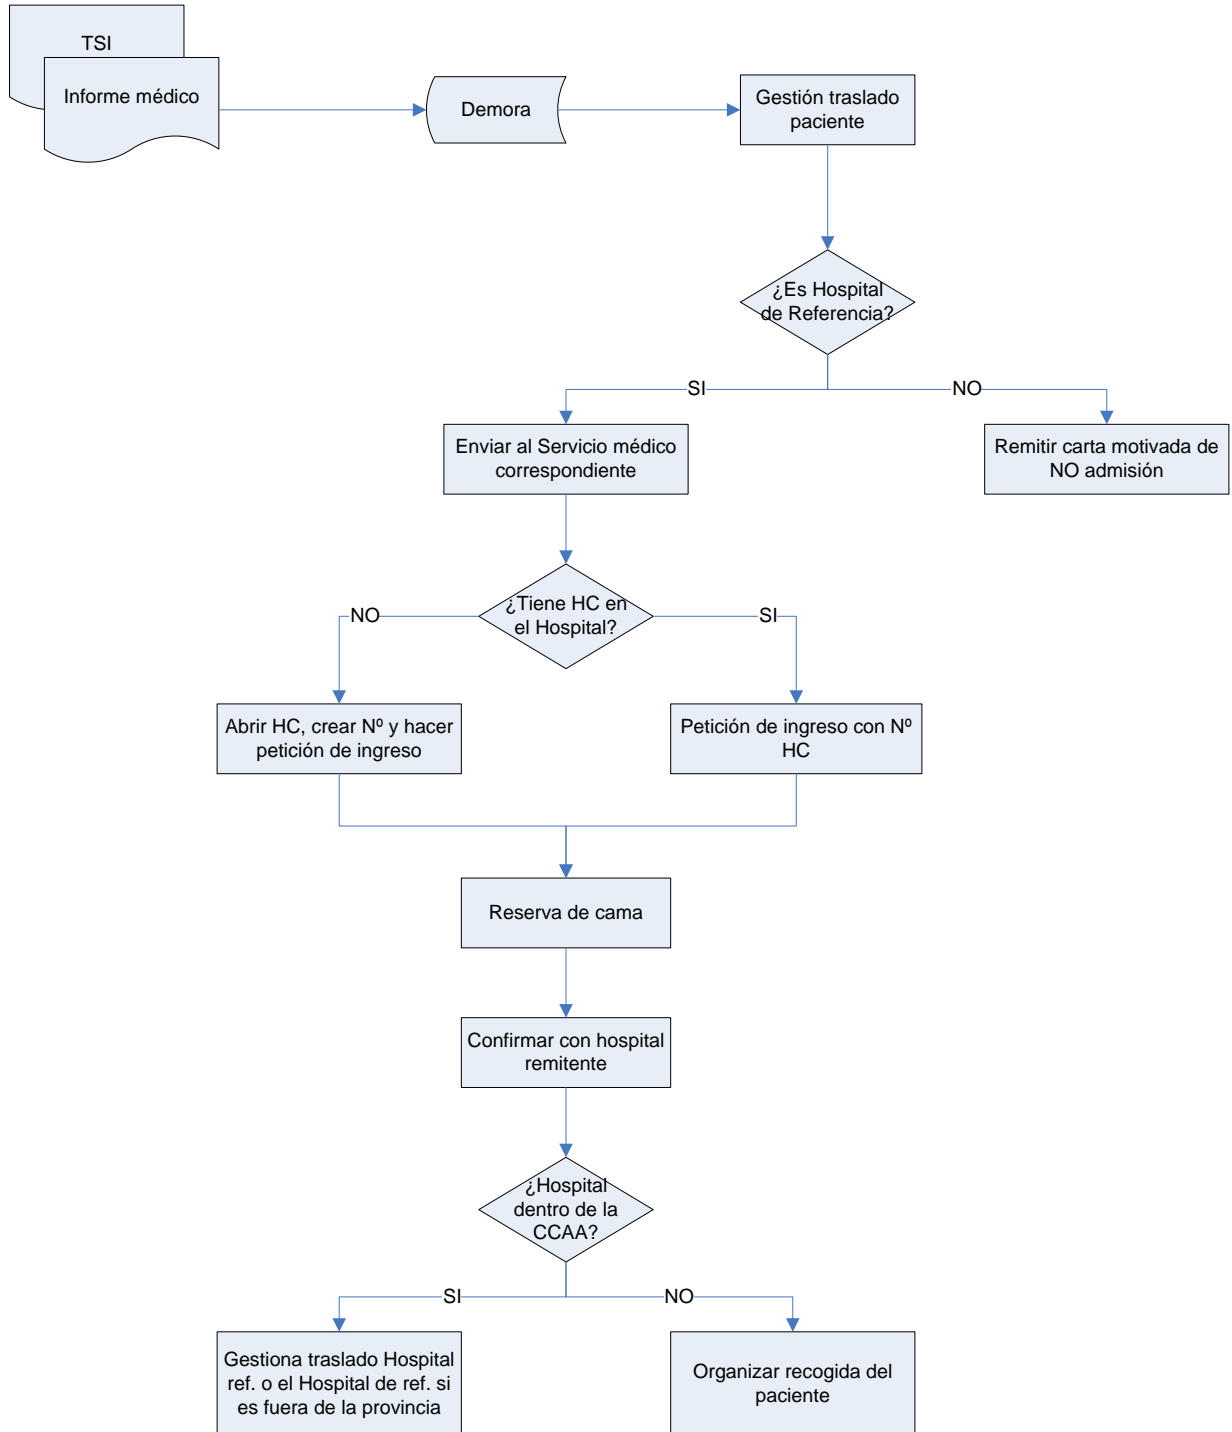 TSI
Informe médico
Demora
Gestión traslado
paciente
¿Es Hospital
de Referencia?
SI
NO
Enviar al Servicio médico
correspondiente
Remitir carta motivada de
NO admisión
¿Tiene HC en
el Hospital?
NO
SI
Abrir HC, crear Nº y hacer
petición de ingreso
Petición de ingreso con Nº
HC
Reserva de cama
Confirmar con hospital
remitente
¿Hospital
dentro de la
CCAA?
SI
NO
Gestiona traslado Hospital
ref. o el Hospital de ref. si
es fuera de la provincia
Organizar recogida del
paciente